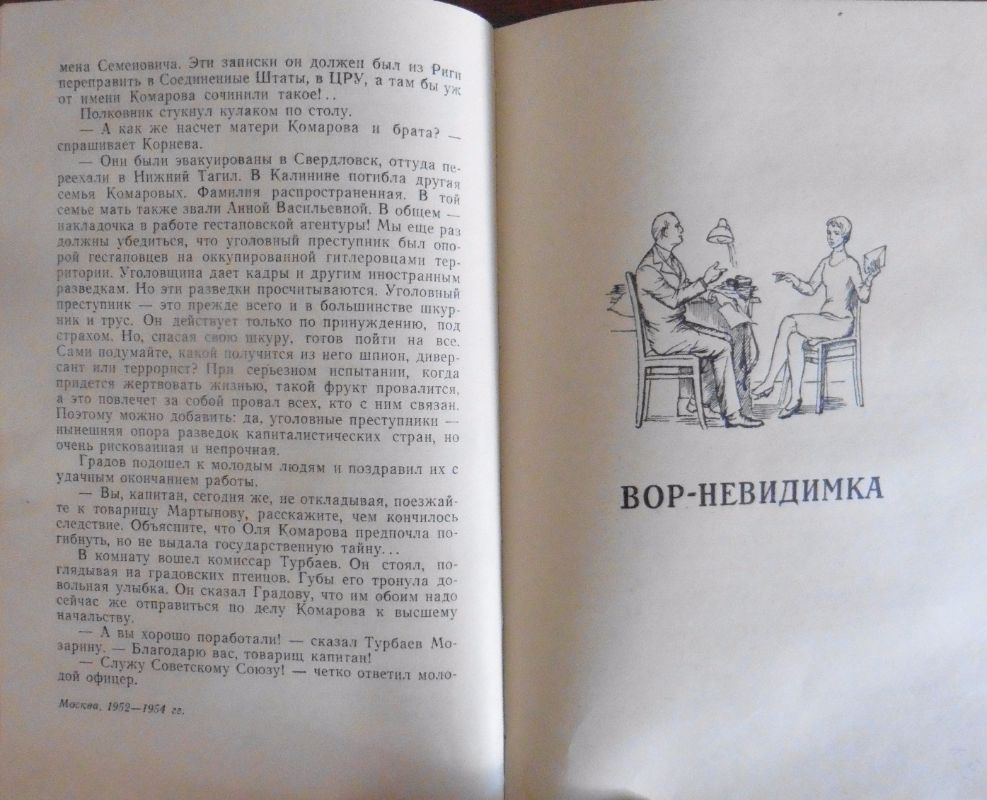 мена Семеновича. Эти записки он должен был из Риги
переправить в Соединенные Штаты, в ЦРУ, а там бы уж
от имени Комарова сочинили такое!..
Полковник стукнул кулаком по столу.
— А как же насчет матери Комарова и брата? —
спрашивает Корнева.
— Они были эвакуированы в Свердловск, оттуда пе-
реехали в Нижний Тагил. В Калинине погибла другая
семья Комаровых. Фамилия распространенная. В той
семье мать также звали Анной Васильевной. В общем —
накладочка в работе гестаповской агентуры! Мы еще раз
должны убедиться, что уголовный преступник был опо-
рой гестаповцев на оккупированной гитлеровцами тер-
ритории. Уголовщина дает кадры и другим иностранным
разведкам. Но эти разведки просчитываются. Уголовный
преступник — это прежде всего и в большинстве шкур-
ник и трус. Он действует только по принуждению, под
страхом. Но, спасая свою шкуру, готов пойти на все.
Сами подумайте, какой получится из него шпион, дивер-
сант или террорист? При серьезном испытании, когда
придется жертвовать жизнью, такой фрукт провалится,
а это повлечет за собой провал всех, кто с ним связан.
Поэтому можно добавить: да, уголовные преступники —
нынешняя опора разведок капиталистических стран, но
очень рискованная и непрочная.
Градов подошел к молодым людям и поздравил их с
удачным окончанием работы.
— Вы, капитан, сегодня же, не откладывая, поезжай-
те к товарищу Мартынову, расскажите, чем кончилось
следствие. Объясните, что Оля Комарова предпочла по-
гибнуть, но не выдала государственную тайну...
В комнату вошел комиссар Турбаев. Он стоял, по-
глядывая на градовских птенцов. Губы его тронула до-
вольная улыбка. Он сказал Градову, что им обоим надо
сейчас же отправиться по делу Комарова к высшему
начальству.
— А вы хорошо поработали! — сказал Турбаев Мо-
зарину. — Благодарю вас, товарищ капитан!
— Служу Советскому Союзу! — четко ответил моло-
дой офицер.
Москва, 1952—1954 гг.
ВОР-НЕВИДИМКА